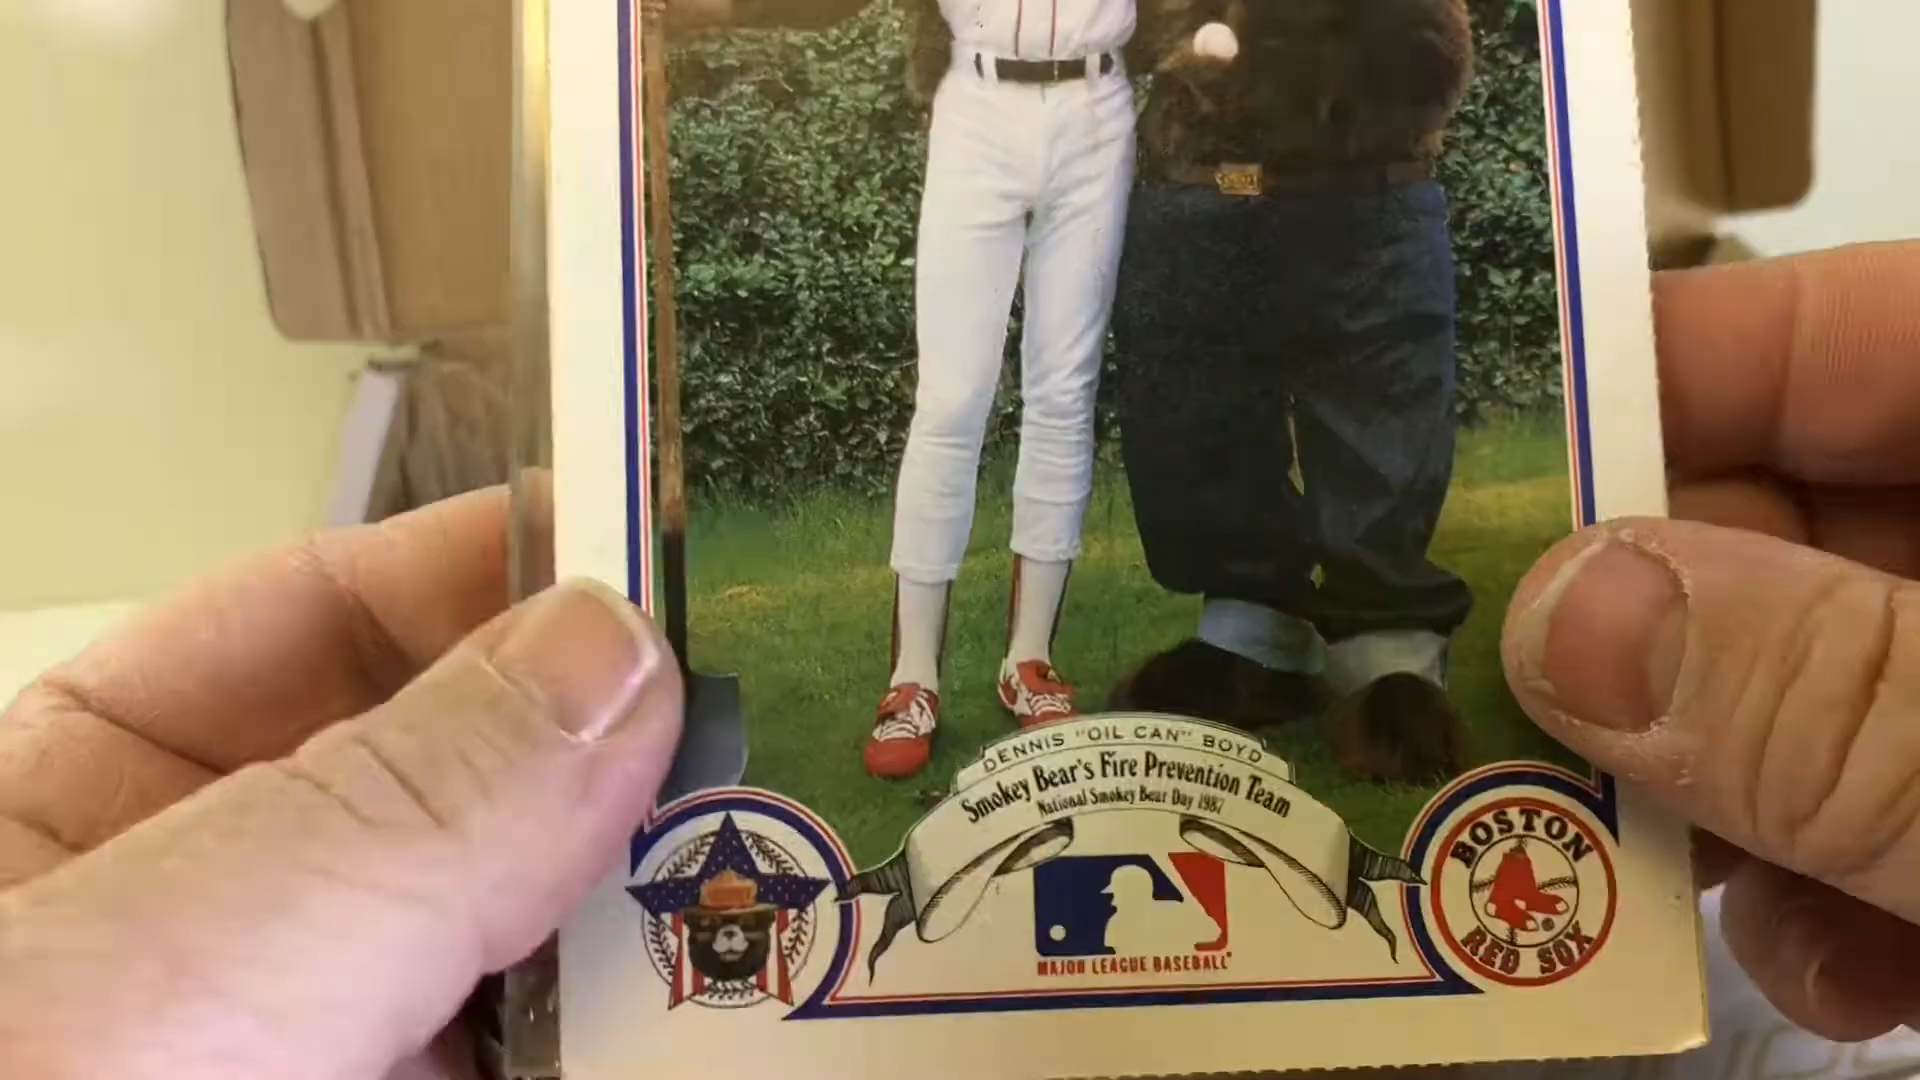 DENNIS "OIL CAN" BOYD
Smokey Bear's Fire Prevention Team
National Smokey Bear Day 1987
MAJOR LEAGUE BASEBALL
BOSTON
RED SOX